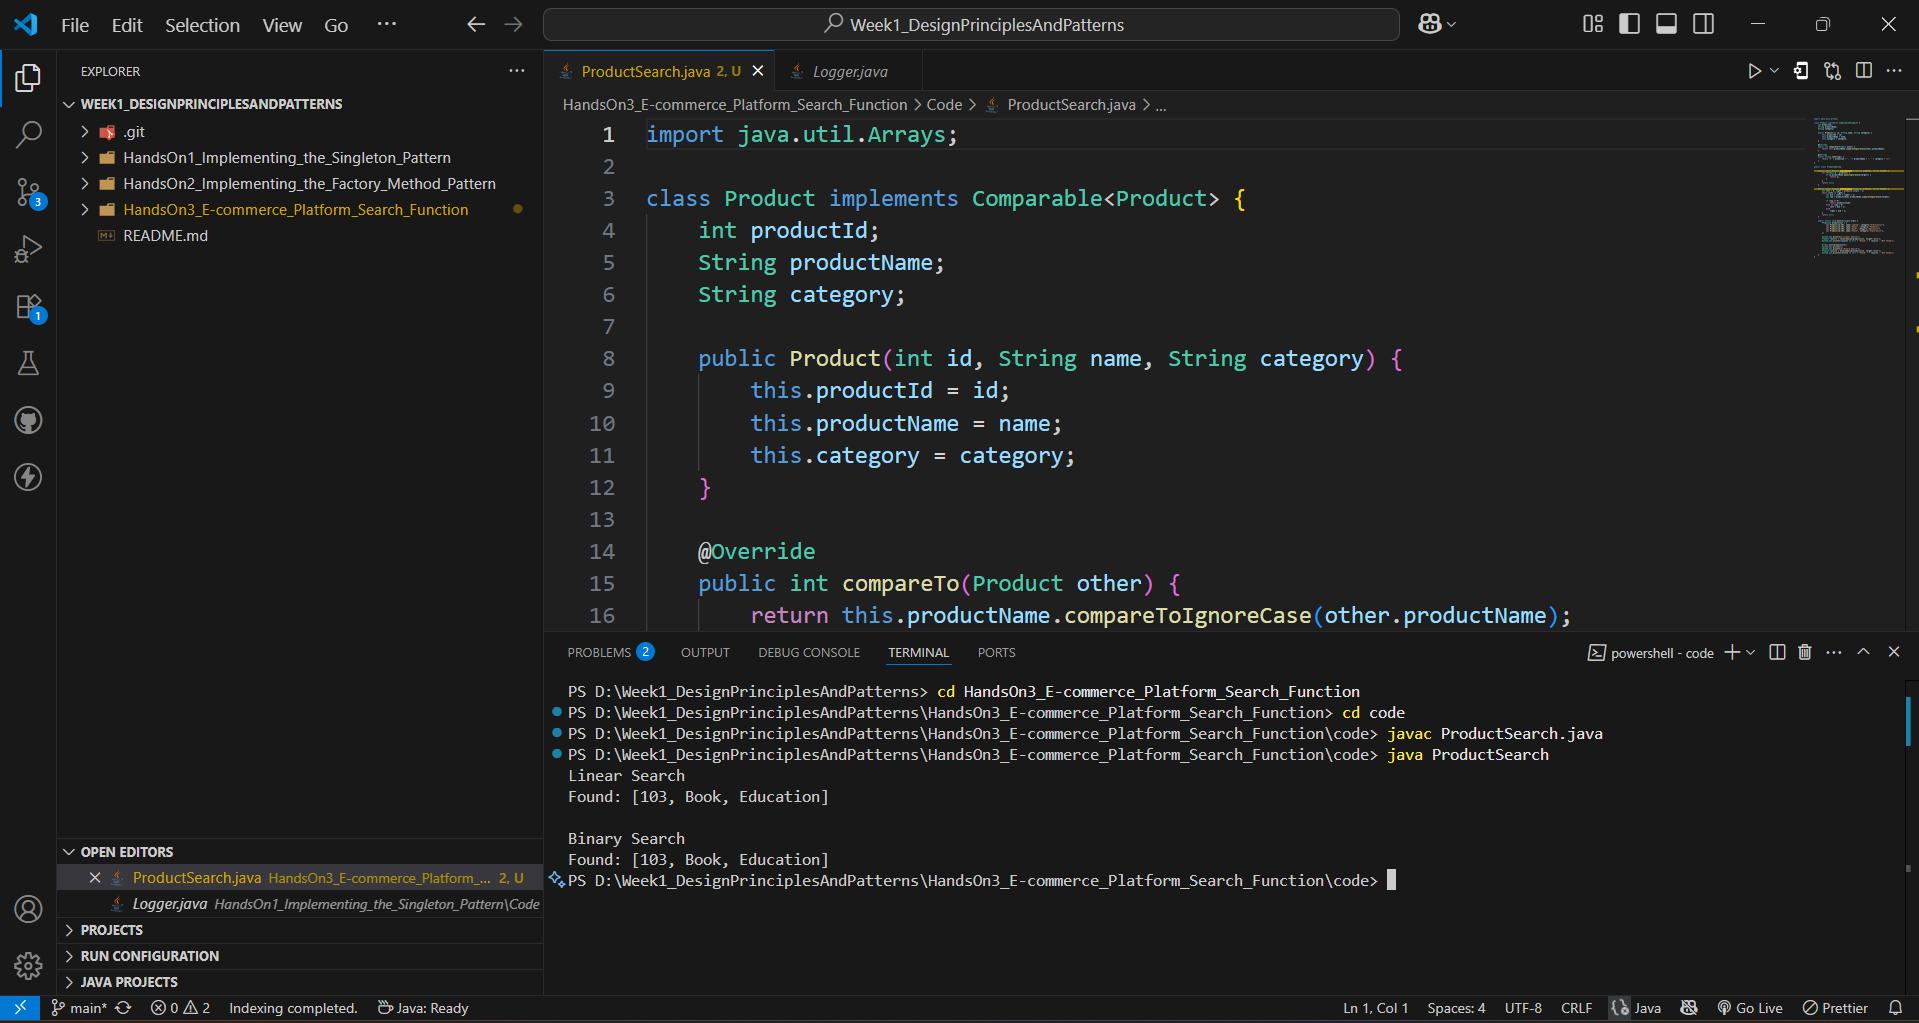 File Edit Selection View Go ···
Week1_DesignPrinciplesAndPatterns
EXPLORER
WEEK1_DESIGNPRINCIPLESANDPATTERNS
.git
HandsOn1_Implementing_the_Singleton_Pattern
HandsOn2_Implementing_the_Factory_Method_Pattern
HandsOn3_E-commerce_Platform_Search_Function
README.md
3
1
OPEN EDITORS
ProductSearch.java HandsOn3_E-commerce_Platform_... 2, U
Logger.java HandsOn1_Implementing_the_Singleton_Pattern\Code
PROJECTS
RUN CONFIGURATION
JAVA PROJECTS
ProductSearch.java 2, U
Logger.java
HandsOn3_E-commerce_Platform_Search_Function > Code > ProductSearch.java > ...
1 import java.util.Arrays;
2
3 class Product implements Comparable<Product> {
4 int productId;
5 String productName;
6 String category;
7
8 public Product(int id, String name, String category) {
9 this.productId = id;
10 this.productName = name;
11 this.category = category;
12 }
13
14 @Override
15 public int compareTo(Product other) {
16 return this.productName.compareToIgnoreCase(other.productName);
PROBLEMS 2 OUTPUT DEBUG CONSOLE TERMINAL PORTS
powershell - code
PS D:\Week1_DesignPrinciplesAndPatterns> cd HandsOn3_E-commerce_Platform_Search_Function
PS D:\Week1_DesignPrinciplesAndPatterns\HandsOn3_E-commerce_Platform_Search_Function> cd code
PS D:\Week1_DesignPrinciplesAndPatterns\HandsOn3_E-commerce_Platform_Search_Function\code> javac ProductSearch.java
PS D:\Week1_DesignPrinciplesAndPatterns\HandsOn3_E-commerce_Platform_Search_Function\code> java ProductSearch
Linear Search
Found: [103, Book, Education]
Binary Search
Found: [103, Book, Education]
PS D:\Week1_DesignPrinciplesAndPatterns\HandsOn3_E-commerce_Platform_Search_Function\code>
main* 0 2 Indexing completed. Java: Ready
Ln 1, Col 1 Spaces: 4 UTF-8 CRLF Java Go Live Prettier